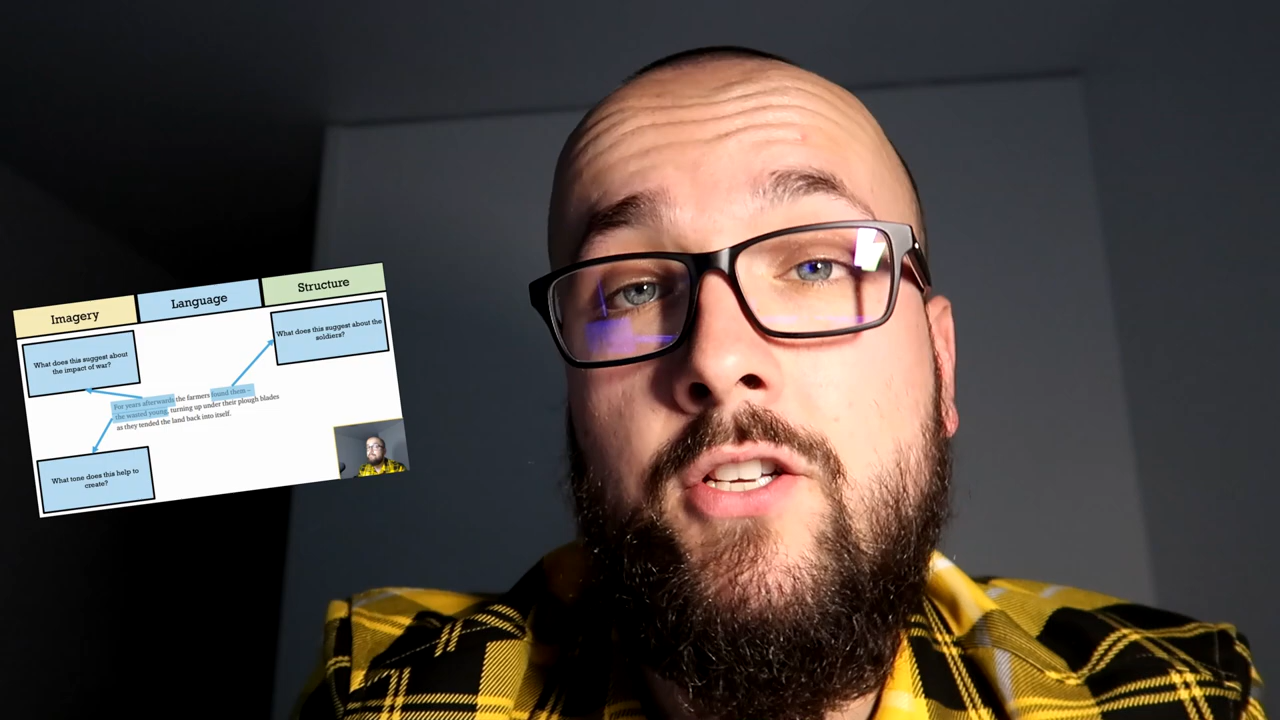 Imagery
Language
Structure
What does this suggest about
the impact of war?
What does this suggest about the
soldiers?
For years afterwards the farmers found them –
the wasted young, turning up under their plough blades
as they tended the land back into itself.
What tone does this help to
create?